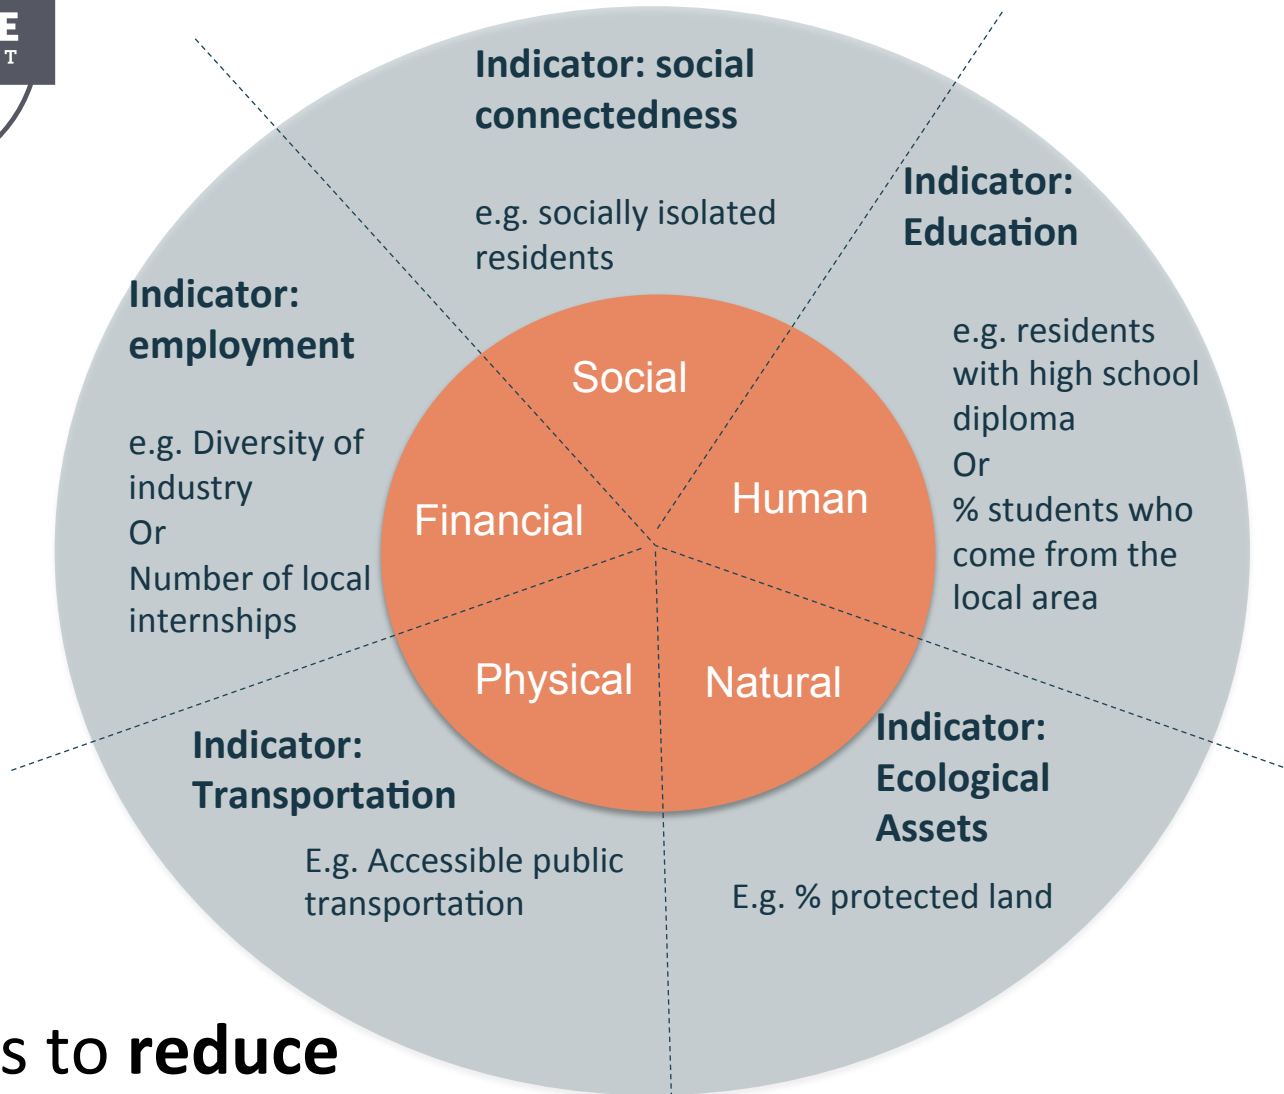 E
T
Indicator: social
connectedness
e.g. socially isolated
residents
Indicator:
Education
e.g. residents
with high school
diploma
Or
% students who
come from the
local area
Indicator:
employment
e.g. Diversity of
industry
Or
Number of local
internships
Social
Human
Financial
Physical
Natural
Indicator:
Transportation
E.g. Accessible public
transportation
Indicator:
Ecological
Assets
E.g. % protected land
s to reduce